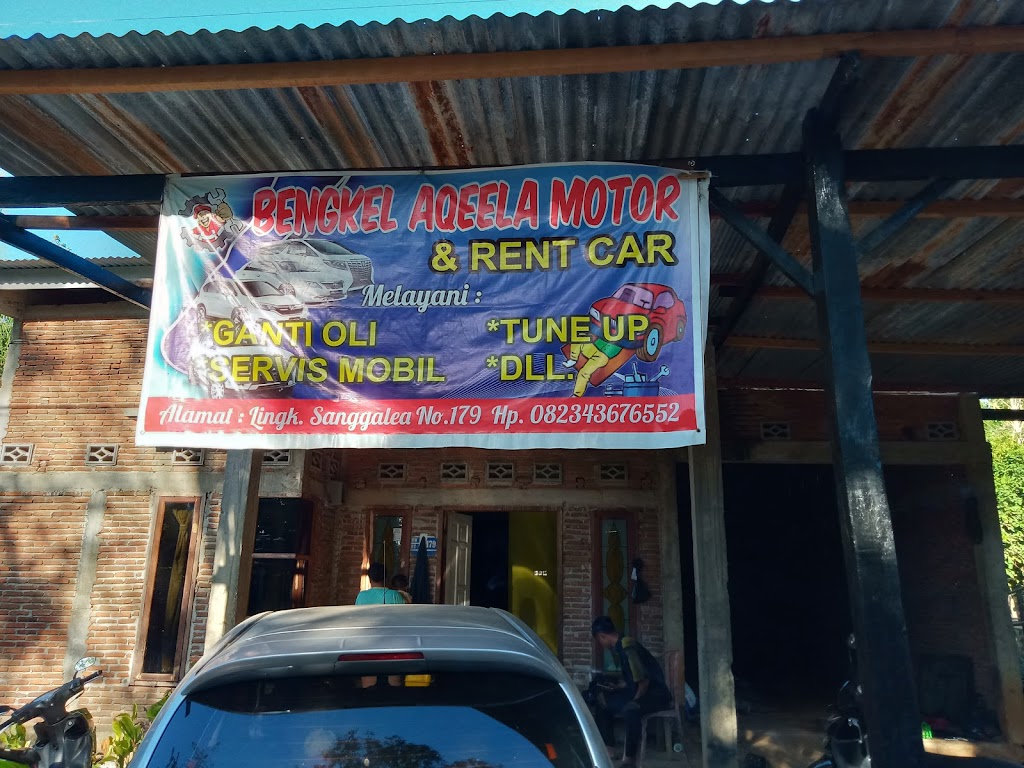 BENGKEL AQEELA MOTOR
& RENT CAR
Melayani :
*GANTI OLI *TUNE UP
*SERVIS MOBIL *DLL.
Alamat : Lingk. Sanggalea No.179 Hp. 082343676552
179